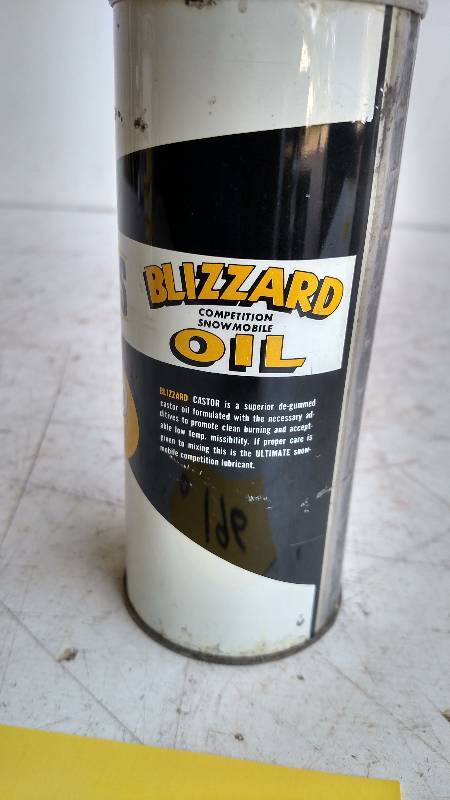 BLIZZARD
COMPETITION
SNOWMOBILE
OIL
BLIZZARD CASTOR is a superior de-gummed
castor oil formulated with the necessary ad-
ditives to promote clean burning and accept-
able low temp. missibility. If proper care is
given to mixing this is the ULTIMATE snow-
mobile competition lubricant.